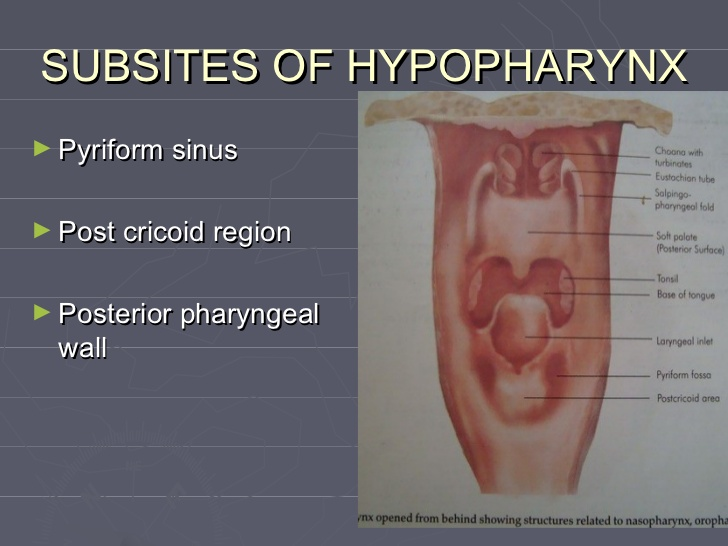 SUBSITES OF HYPOPHARYNX
► Pyriform sinus
► Post cricoid region
► Posterior pharyngeal
wall
Choana with
turbinates
Eustachian tube
Salpingo-
pharyngeal fold
Soft palate
(Posterior Surface)
Tonsil
Base of tongue
Laryngeal inlet
Pyriform fossa
Postcricoid area
ynx opened from behind showing structures related to nasopharynx, oropha